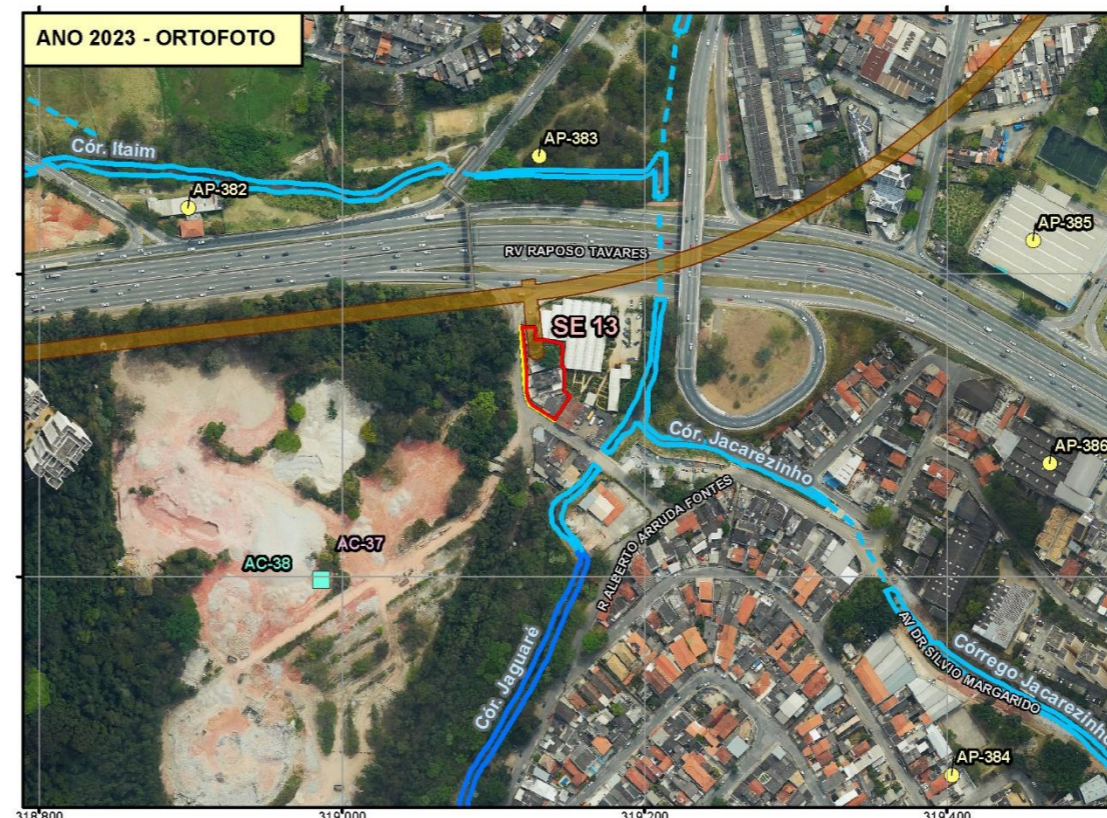 ANO 2023 - ORTOFOTO
Cór. Itaim
AP-383
AP-382
AP-385
RV RAPOSO TAVARES
SE 13
Cór. Jacarezinho
AP-386
R ALBERTO ARRUDA FONTES
AC-37
AC-38
Cór. Jaguaré
AV DR SILVIO MARGARIDO
Córrego Jacarezinho
AP-384
318.800
319.000
319.200
319.400